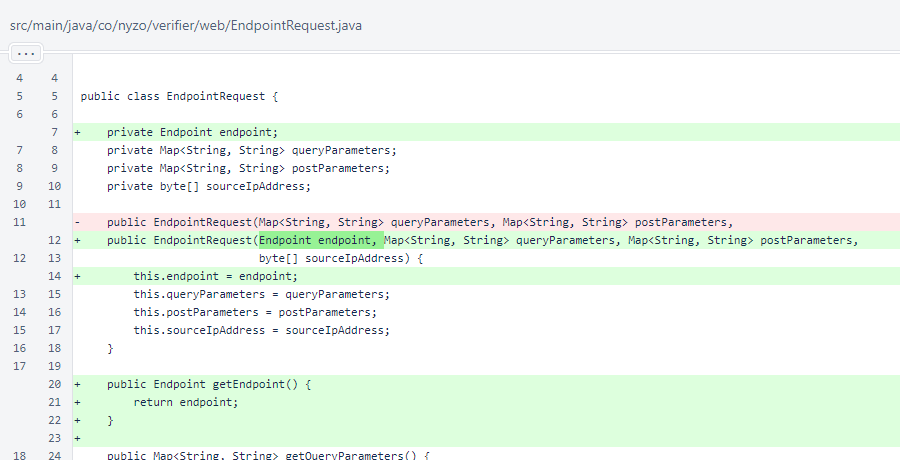 src/main/java/co/nyzo/verifier/web/EndpointRequest.java
...
4 4
5 5 public class EndpointRequest {
6 6
7 + private Endpoint endpoint;
7 8 private Map<String, String> queryParameters;
8 9 private Map<String, String> postParameters;
9 10 private byte[] sourceIpAddress;
10 11
11 - public EndpointRequest(Map<String, String> queryParameters, Map<String, String> postParameters,
12 + public EndpointRequest(Endpoint endpoint, Map<String, String> queryParameters, Map<String, String> postParameters,
12 13 byte[] sourceIpAddress) {
14 + this.endpoint = endpoint;
13 15 this.queryParameters = queryParameters;
14 16 this.postParameters = postParameters;
15 17 this.sourceIpAddress = sourceIpAddress;
16 18 }
17 19
20 + public Endpoint getEndpoint() {
21 + return endpoint;
22 + }
23 +
18 24 public Map<String, String> getQueryParameters() {